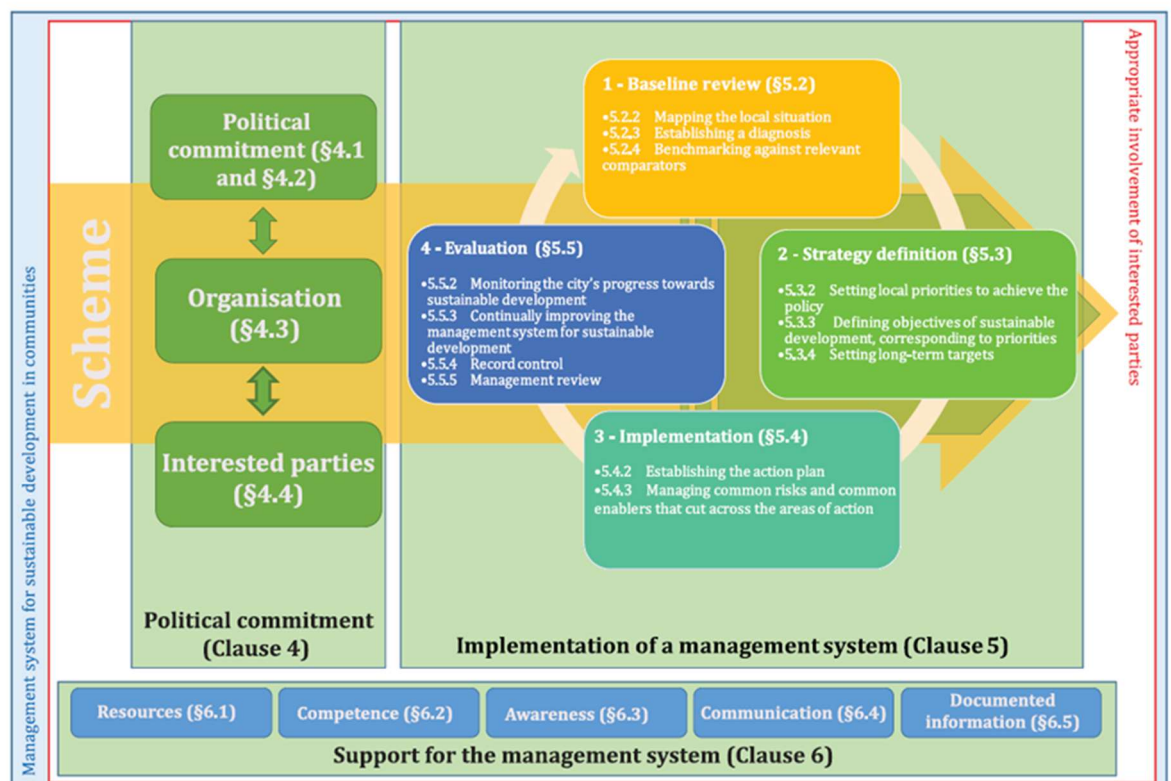 Management system for sustainable development in communities
Scheme
Political
commitment (§4.1
and §4.2)
Organisation
(§4.3)
Interested parties
(§4.4)
Political commitment
(Clause 4)
1 - Baseline review (§5.2)
•5.2.2 Mapping the local situation
•5.2.3 Establishing a diagnosis
•5.2.4 Benchmarking against relevant
comparators
2 - Strategy definition (§5.3)
•5.3.2 Setting local priorities to achieve the
policy
•5.3.3 Defining objectives of sustainable
development, corresponding to priorities
•5.3.4 Setting long-term targets
3 - Implementation (§5.4)
•5.4.2 Establishing the action plan
•5.4.3 Managing common risks and common
enablers that cut across the areas of action
4 - Evaluation (§5.5)
•5.5.2 Monitoring the city's progress towards
sustainable development
•5.5.3 Continually improving the
management system for sustainable
development
•5.5.4 Record control
•5.5.5 Management review
Implementation of a management system (Clause 5)
Appropriate involvement of interested parties
Resources (§6.1)
Competence (§6.2)
Awareness (§6.3)
Communication (§6.4)
Documented
information (§6.5)
Support for the management system (Clause 6)